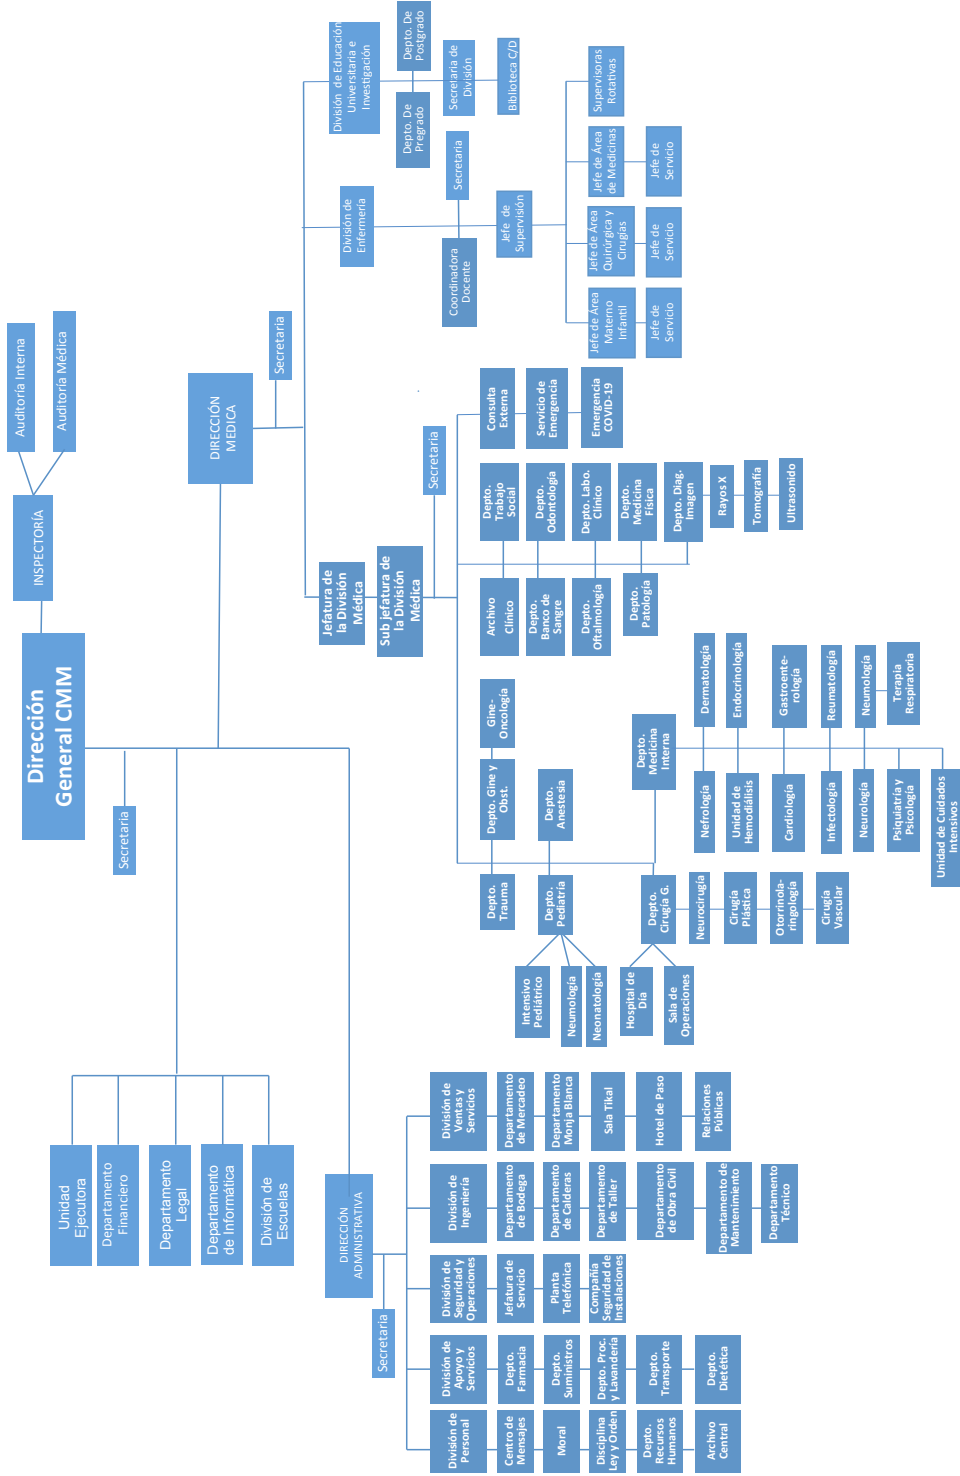 Dirección
General CMM
INSPECTORÍA
Auditoría Interna
Auditoría Médica
Secretaria
Unidad
Ejecutora
Departamento
Financiero
Departamento
Legal
Departamento
de Informática
División de
Escuelas
DIRECCIÓN
MEDICA
Secretaria
DIRECCIÓN
ADMINISTRATIVA
Secretaria
División de
Personal
Centro de
Mensajes
Moral
Disciplina
Ley y Orden
Depto.
Recursos
Humanos
Archivo
Central
División de
Apoyo y
Servicios
Depto.
Farmacia
Depto.
Suministros
Depto. Proc.
y Lavandería
Depto.
Transporte
Depto.
Dietética
División de
Seguridad y
Operaciones
Jefatura de
Servicio
Planta
Telefónica
Compañía
Seguridad de
Instalaciones
División de
Ingeniería
Departamento
de Bodega
Departamento
de Calderas
Departamento
de Taller
Departamento
de Obra Civil
Departamento de
Mantenimiento
Departamento
Técnico
División de
Ventas y
Servicios
Departamento
de Mercadeo
Departamento
Monja Blanca
Sala Tikal
Hotel de Paso
Relaciones
Públicas
Jefatura de
la División
Médica
Sub jefatura de
la División
Médica
Secretaria
Depto.
Trauma
Depto. Gine y
Obst.
Gine-
Oncología
Depto.
Pediatría
Depto.
Anestesia
Intensivo
Pediátrico
Neumología
Neonatología
Depto.
Cirugía G.
Hospital de
Día
Sala de
Operaciones
Neurocirugía
Cirugía
Plástica
Otorrinola-
ringología
Cirugía
Vascular
Depto.
Medicina
Interna
Nefrología
Dermatología
Unidad de
Hemodiálisis
Endocrinología
Cardiología
Gastroente-
rología
Infectología
Reumatología
Neurología
Neumología
Psiquiatría y
Psicología
Terapia
Respiratoria
Unidad de Cuidados
Intensivos
Archivo
Clínico
Depto.
Trabajo
Social
Depto.
Banco de
Sangre
Depto.
Odontología
Depto.
Oftalmología
Depto. Labo.
Clínico
Depto.
Patología
Depto.
Medicina
Física
Depto. Diag.
Imagen
Rayos X
Tomografía
Ultrasonido
Consulta
Externa
Servicio de
Emergencia
Emergencia
COVID-19
División de
Enfermería
Coordinadora
Docente
Secretaria
Jefe de
Supervisión
Jefe de Área
Materno
Infantil
Jefe de
Servicio
Jefe de Área
Quirúrgica y
Cirugías
Jefe de
Servicio
Jefe de Área
de Medicinas
Jefe de
Servicio
Supervisoras
Rotativas
División de Educación
Universitaria e
Investigación
Depto. De
Pregrado
Depto. De
Postgrado
Secretaria de
División
Biblioteca C/D